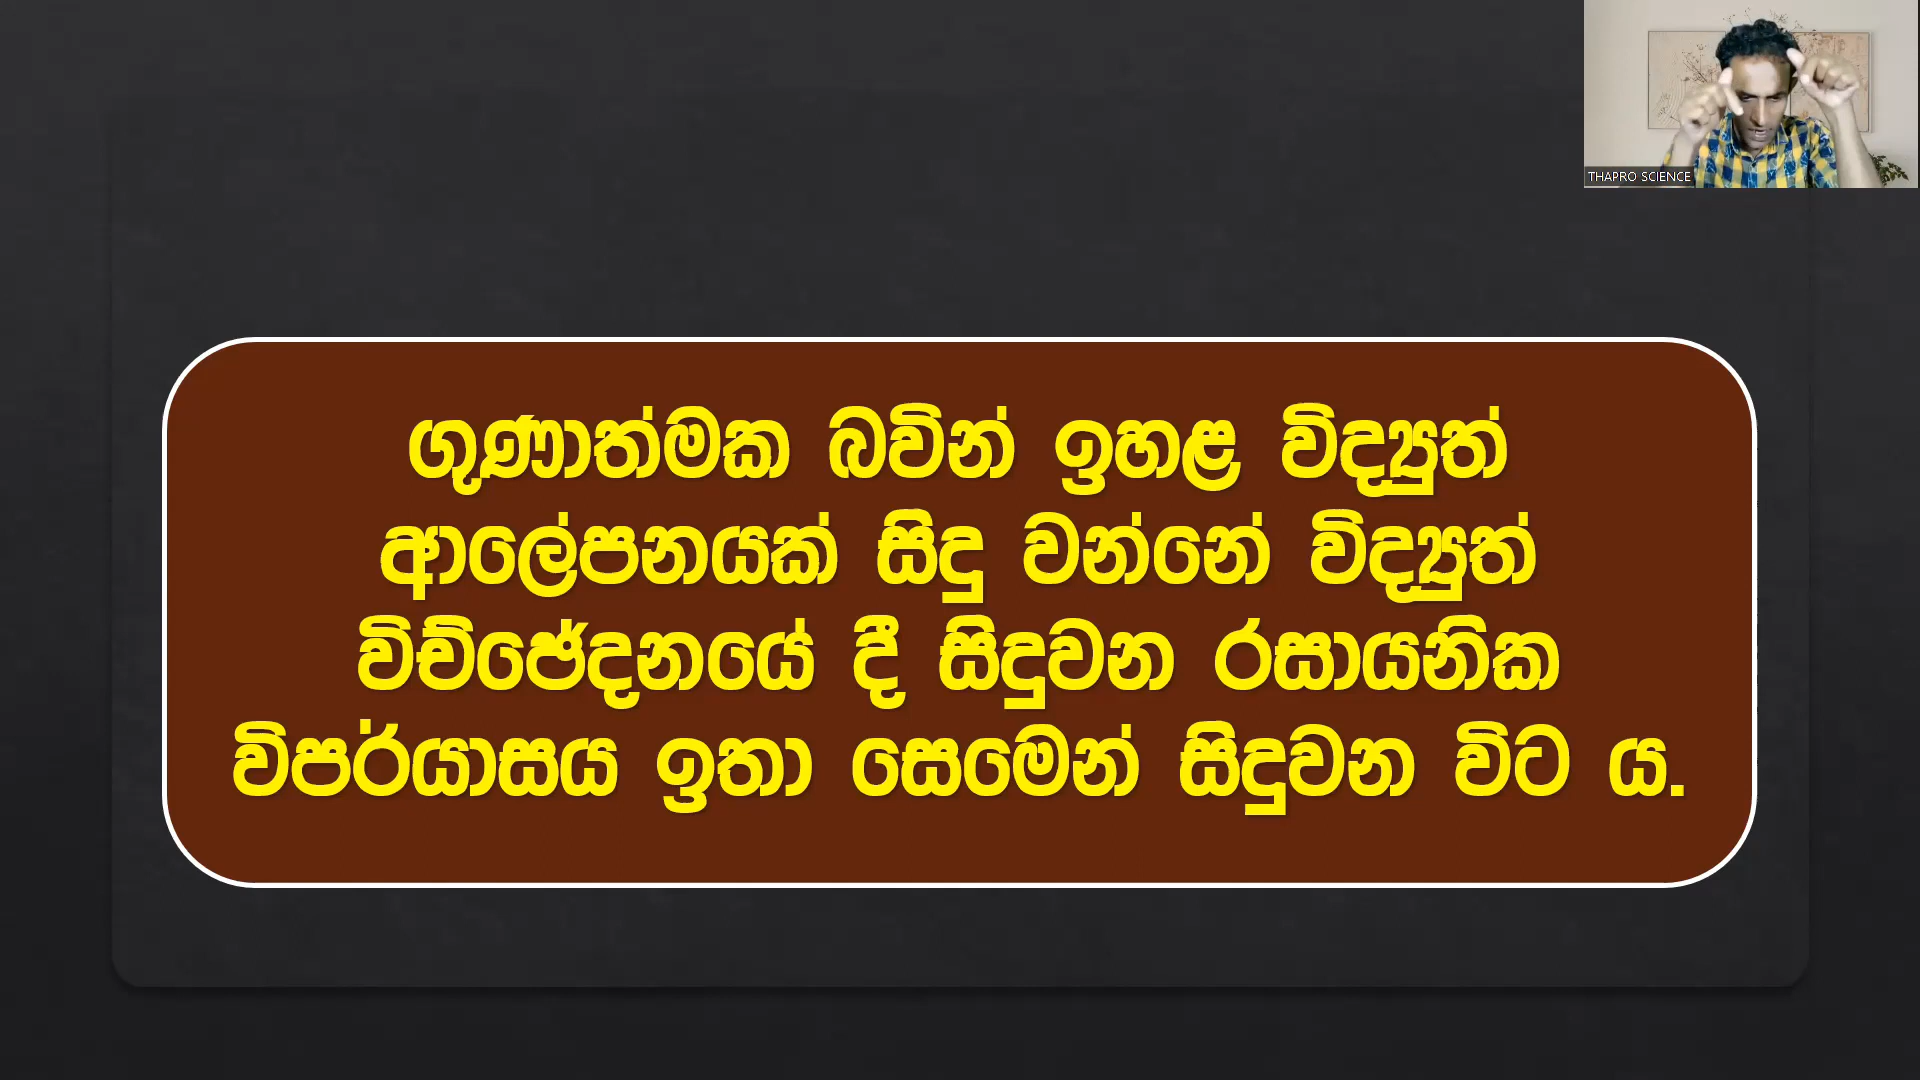 THAPRO SCIENCE
ගුණාත්මක බවින් ඉහළ විද්‍යුත්
ආලේපනයක් සිදු වන්නේ විද්‍යුත්
විච්ඡේදනයේ දී සිදුවන රසායනික
විපර්යාසය ඉතා සෙමෙන් සිදුවන විට ය.